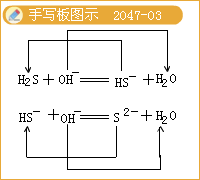 手写板图示 2047-03
H₂S + OH⁻ ══ HS⁻ + H₂O
HS⁻ + OH⁻ ══ S²⁻ + H₂O